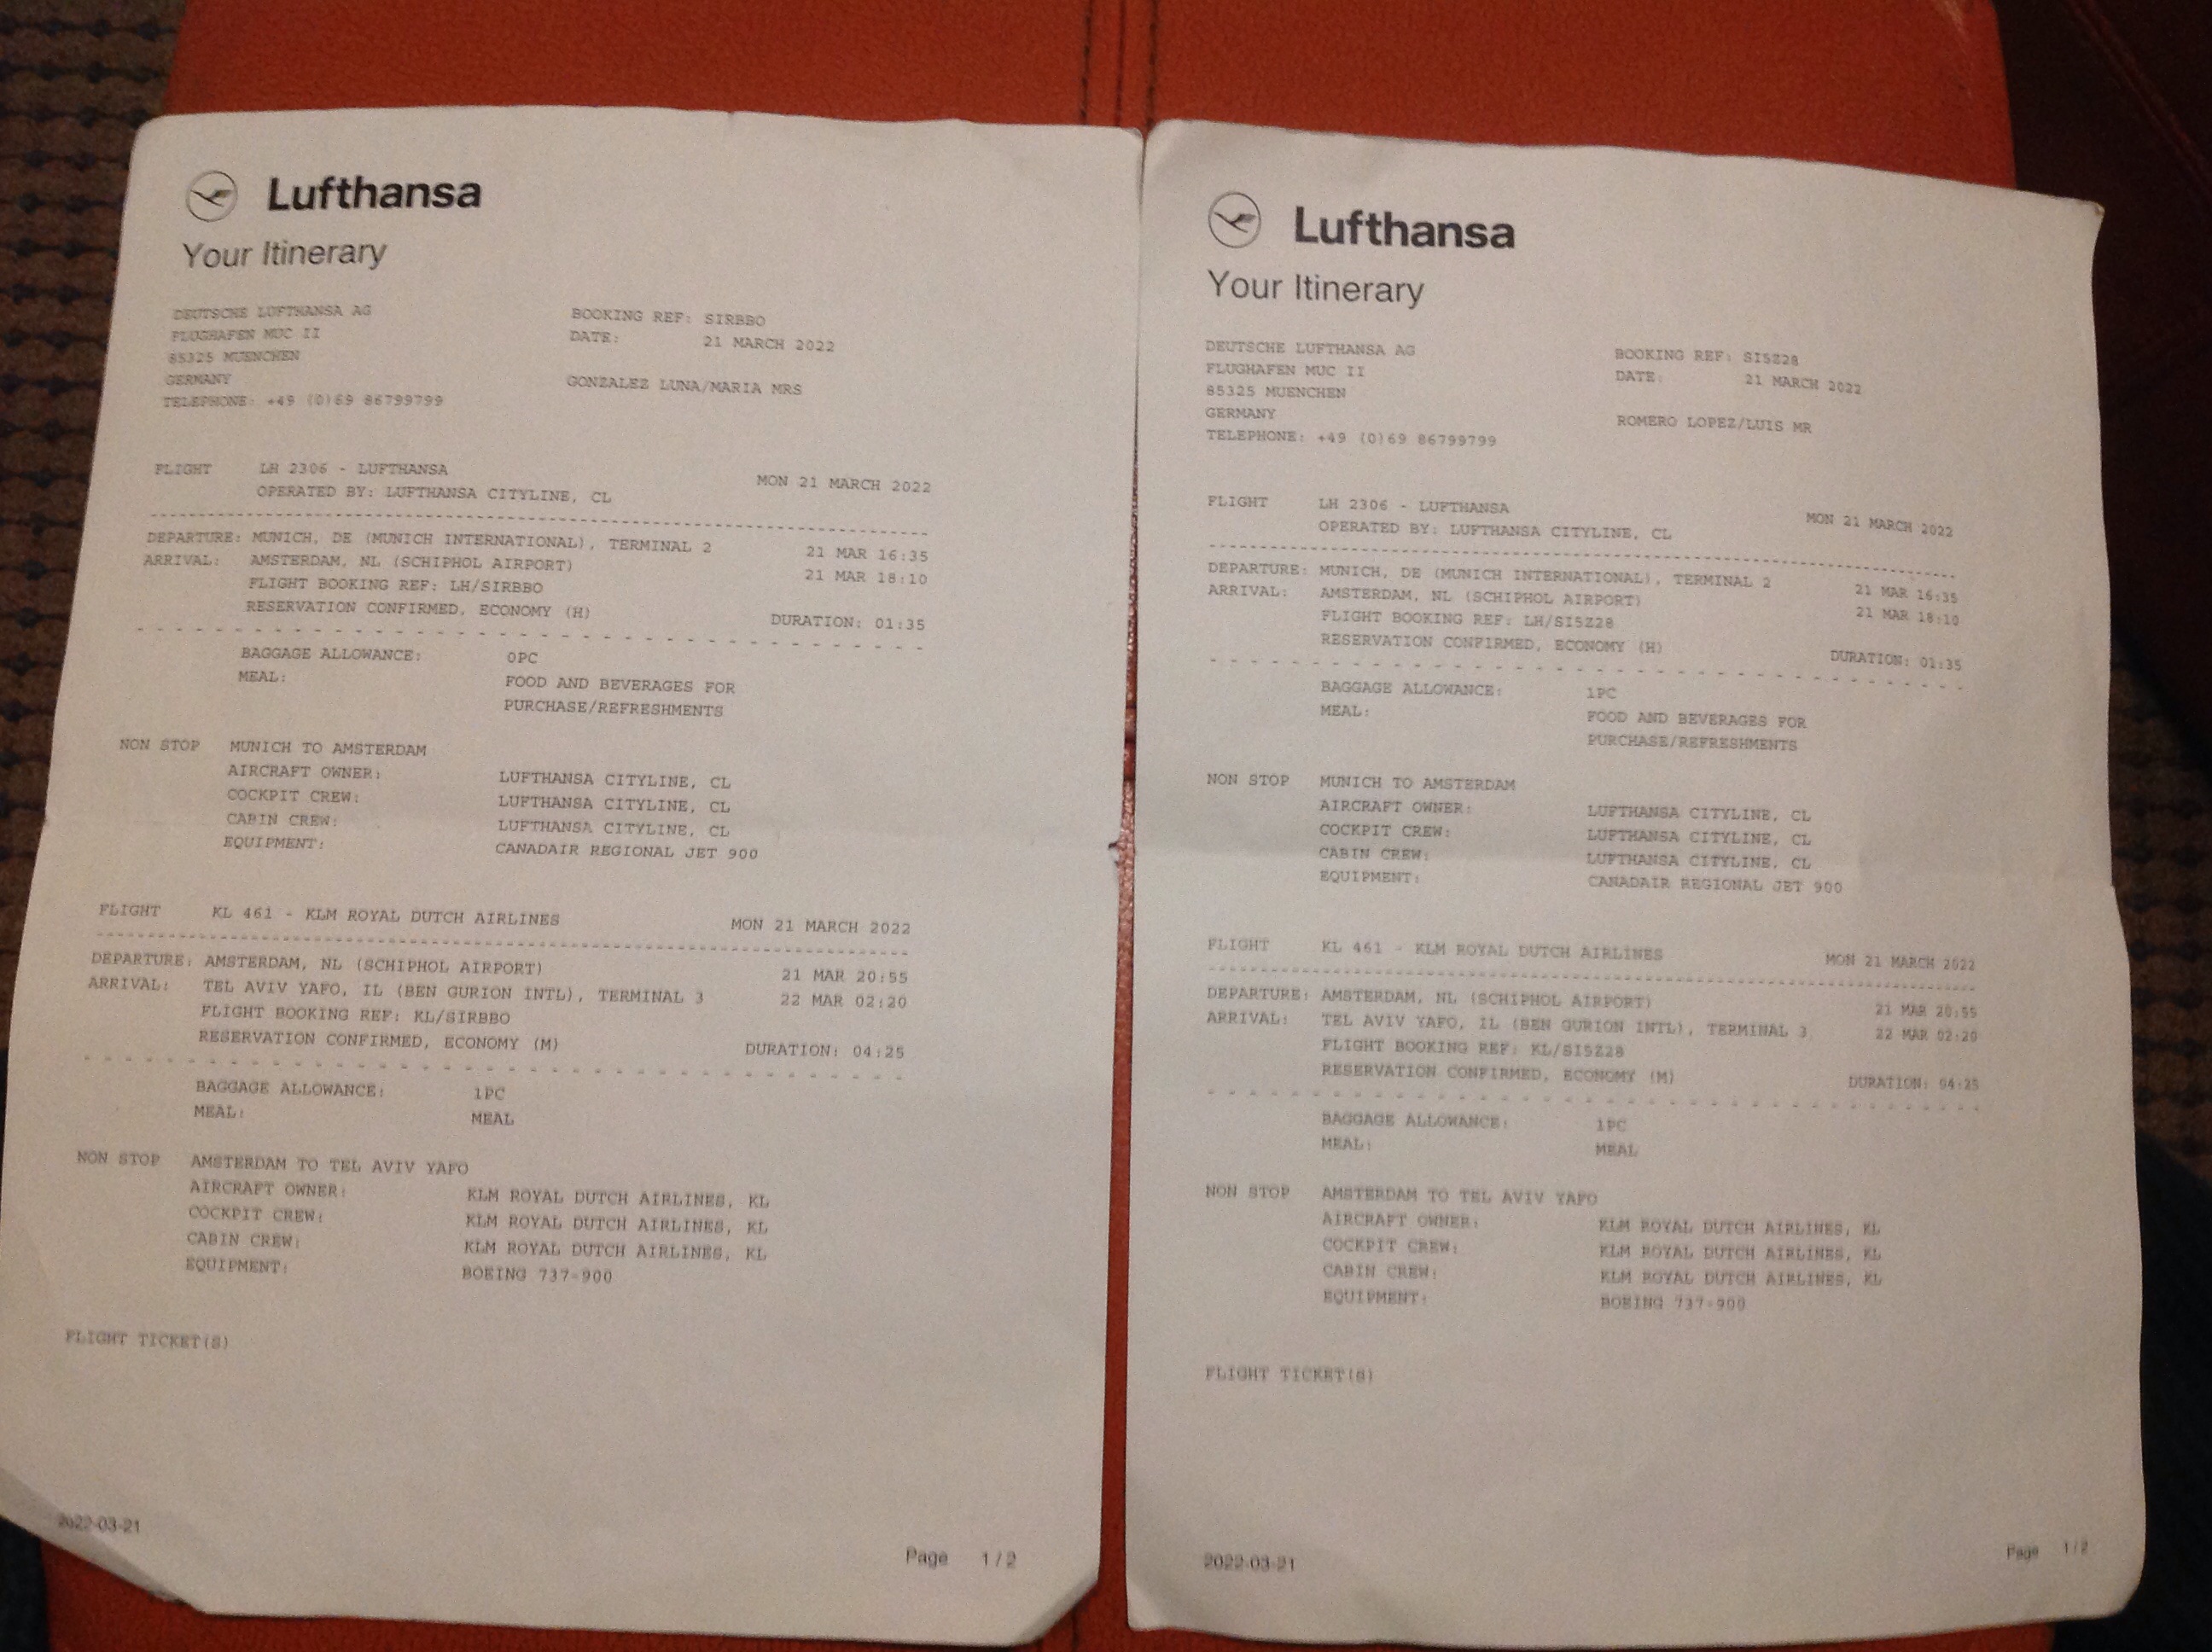 Lufthansa
Your Itinerary
DEUTSCHE LUFTHANSA AG
FLUGHAFEN MUC II
85325 MUENCHEN
GERMANY
TELEPHONE: +49 (0)69 86799799
BOOKING REF: SIRBBO
DATE: 21 MARCH 2022
GONZALEZ LUNA/MARIA MRS
FLIGHT LH 2306 - LUFTHANSA MON 21 MARCH 2022
OPERATED BY: LUFTHANSA CITYLINE, CL
DEPARTURE: MUNICH, DE (MUNICH INTERNATIONAL), TERMINAL 2 21 MAR 16:35
ARRIVAL: AMSTERDAM, NL (SCHIPHOL AIRPORT) 21 MAR 18:10
FLIGHT BOOKING REF: LH/SIRBBO
RESERVATION CONFIRMED, ECONOMY (H) DURATION: 01:35
BAGGAGE ALLOWANCE: 0PC
MEAL: FOOD AND BEVERAGES FOR
PURCHASE/REFRESHMENTS
NON STOP MUNICH TO AMSTERDAM
AIRCRAFT OWNER: LUFTHANSA CITYLINE, CL
COCKPIT CREW: LUFTHANSA CITYLINE, CL
CABIN CREW: LUFTHANSA CITYLINE, CL
EQUIPMENT: CANADAIR REGIONAL JET 900
FLIGHT KL 461 - KLM ROYAL DUTCH AIRLINES MON 21 MARCH 2022
DEPARTURE: AMSTERDAM, NL (SCHIPHOL AIRPORT) 21 MAR 20:55
ARRIVAL: TEL AVIV YAFO, IL (BEN GURION INTL), TERMINAL 3 22 MAR 02:20
FLIGHT BOOKING REF: KL/SIRBBO
RESERVATION CONFIRMED, ECONOMY (M) DURATION: 04:25
BAGGAGE ALLOWANCE: 1PC
MEAL: MEAL
NON STOP AMSTERDAM TO TEL AVIV YAFO
AIRCRAFT OWNER: KLM ROYAL DUTCH AIRLINES, KL
COCKPIT CREW: KLM ROYAL DUTCH AIRLINES, KL
CABIN CREW: KLM ROYAL DUTCH AIRLINES, KL
EQUIPMENT: BOEING 737-900
FLIGHT TICKET(S)
2022-03-21
Page 1/2
Lufthansa
Your Itinerary
DEUTSCHE LUFTHANSA AG
FLUGHAFEN MUC II
85325 MUENCHEN
GERMANY
TELEPHONE: +49 (0)69 86799799
BOOKING REF: SI5Z28
DATE: 21 MARCH 2022
ROMERO LOPEZ/LUIS MR
FLIGHT LH 2306 - LUFTHANSA MON 21 MARCH 2022
OPERATED BY: LUFTHANSA CITYLINE, CL
DEPARTURE: MUNICH, DE (MUNICH INTERNATIONAL), TERMINAL 2 21 MAR 16:35
ARRIVAL: AMSTERDAM, NL (SCHIPHOL AIRPORT) 21 MAR 18:10
FLIGHT BOOKING REF: LH/SI5Z28
RESERVATION CONFIRMED, ECONOMY (H) DURATION: 01:35
BAGGAGE ALLOWANCE: 1PC
MEAL: FOOD AND BEVERAGES FOR
PURCHASE/REFRESHMENTS
NON STOP MUNICH TO AMSTERDAM
AIRCRAFT OWNER: LUFTHANSA CITYLINE, CL
COCKPIT CREW: LUFTHANSA CITYLINE, CL
CABIN CREW: LUFTHANSA CITYLINE, CL
EQUIPMENT: CANADAIR REGIONAL JET 900
FLIGHT KL 461 - KLM ROYAL DUTCH AIRLINES MON 21 MARCH 2022
DEPARTURE: AMSTERDAM, NL (SCHIPHOL AIRPORT) 21 MAR 20:55
ARRIVAL: TEL AVIV YAFO, IL (BEN GURION INTL), TERMINAL 3 22 MAR 02:20
FLIGHT BOOKING REF: KL/SI5Z28
RESERVATION CONFIRMED, ECONOMY (M) DURATION: 04:25
BAGGAGE ALLOWANCE: 1PC
MEAL: MEAL
NON STOP AMSTERDAM TO TEL AVIV YAFO
AIRCRAFT OWNER: KLM ROYAL DUTCH AIRLINES, KL
COCKPIT CREW: KLM ROYAL DUTCH AIRLINES, KL
CABIN CREW: KLM ROYAL DUTCH AIRLINES, KL
EQUIPMENT: BOEING 737-900
FLIGHT TICKET(S)
2022-03-21
Page 1/2